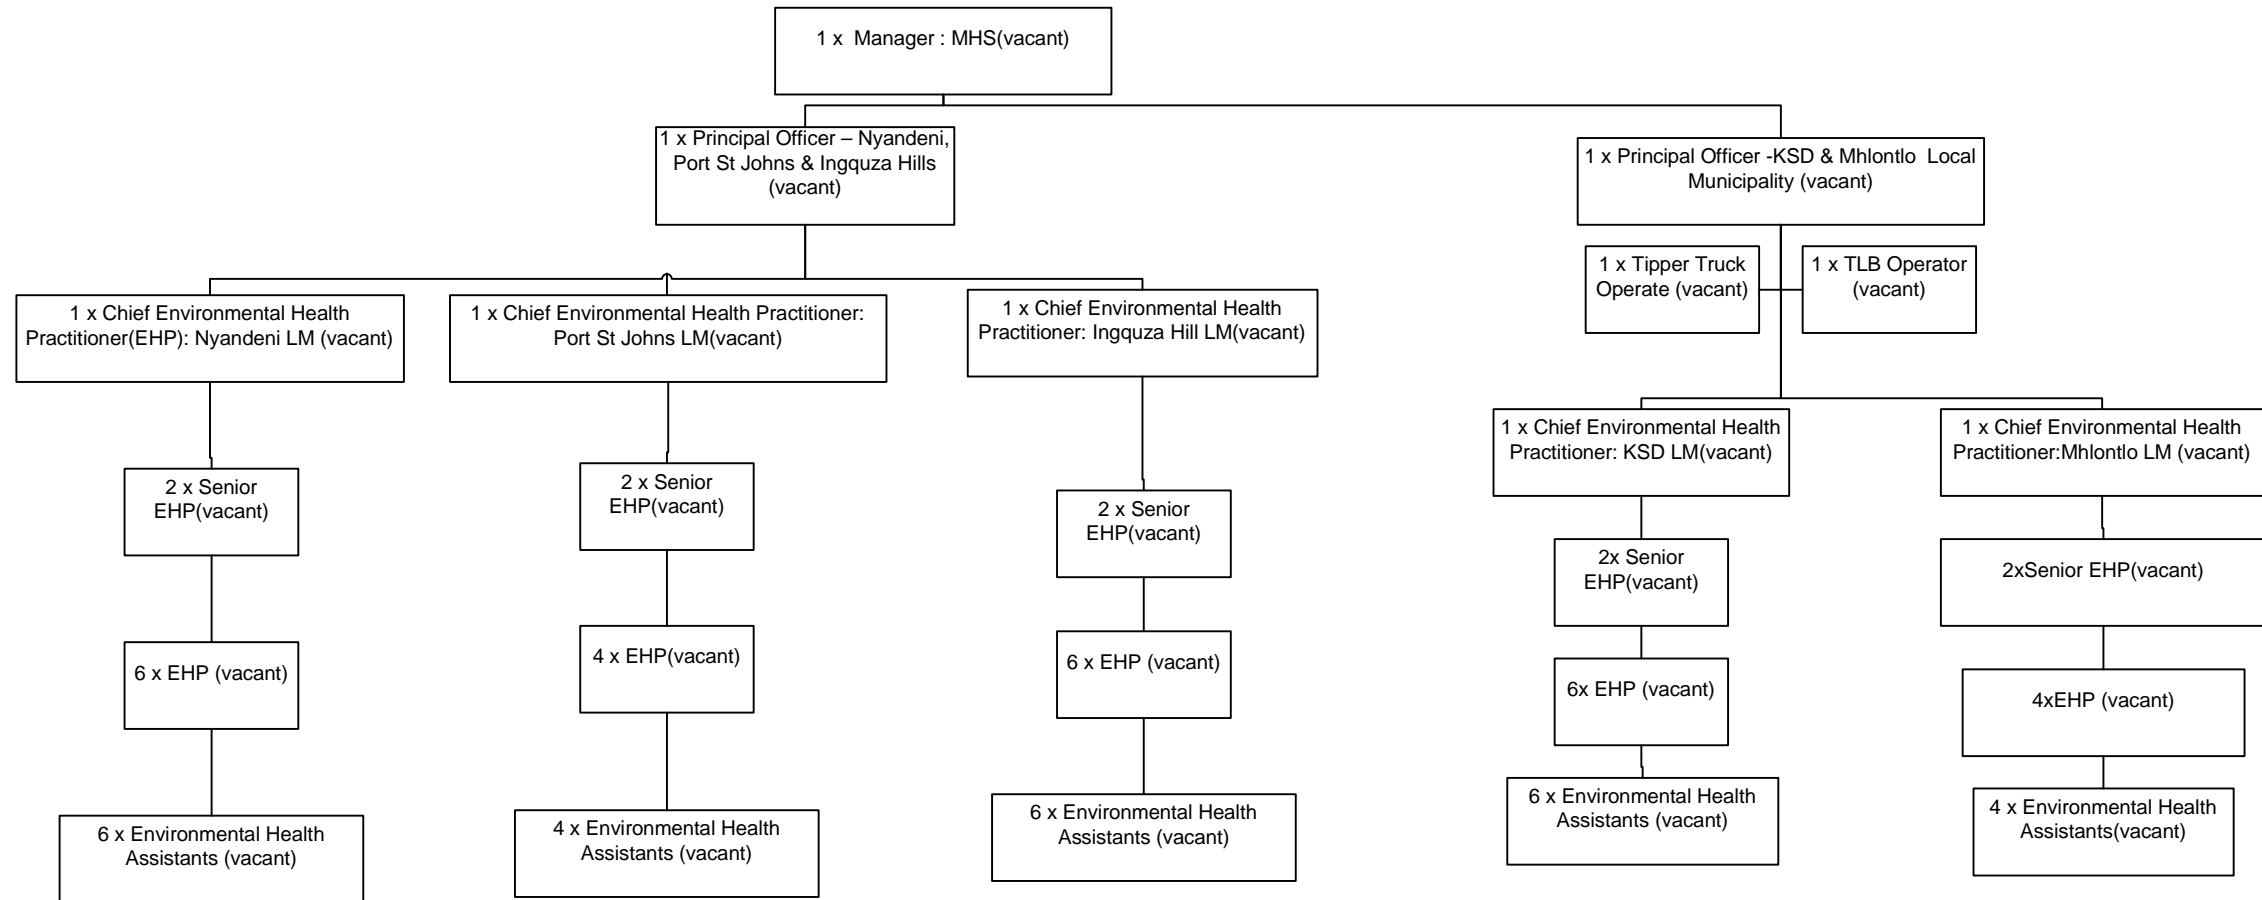 1 x Manager : MHS(vacant)
1 x Principal Officer – Nyandeni,
Port St Johns & Ingquza Hills
(vacant)
1 x Principal Officer -KSD & Mhlontlo Local
Municipality (vacant)
1 x Tipper Truck
Operate (vacant)
1 x TLB Operator
(vacant)
1 x Chief Environmental Health
Practitioner(EHP): Nyandeni LM (vacant)
1 x Chief Environmental Health Practitioner:
Port St Johns LM(vacant)
1 x Chief Environmental Health
Practitioner: Ingquza Hill LM(vacant)
1 x Chief Environmental Health
Practitioner: KSD LM(vacant)
1 x Chief Environmental Health
Practitioner:Mhlontlo LM (vacant)
2 x Senior
EHP(vacant)
2 x Senior
EHP(vacant)
2 x Senior
EHP(vacant)
2x Senior
EHP(vacant)
2xSenior EHP(vacant)
6 x EHP (vacant)
4 x EHP(vacant)
6 x EHP (vacant)
6x EHP (vacant)
4xEHP (vacant)
6 x Environmental Health
Assistants (vacant)
4 x Environmental Health
Assistants (vacant)
6 x Environmental Health
Assistants (vacant)
6 x Environmental Health
Assistants (vacant)
4 x Environmental Health
Assistants(vacant)